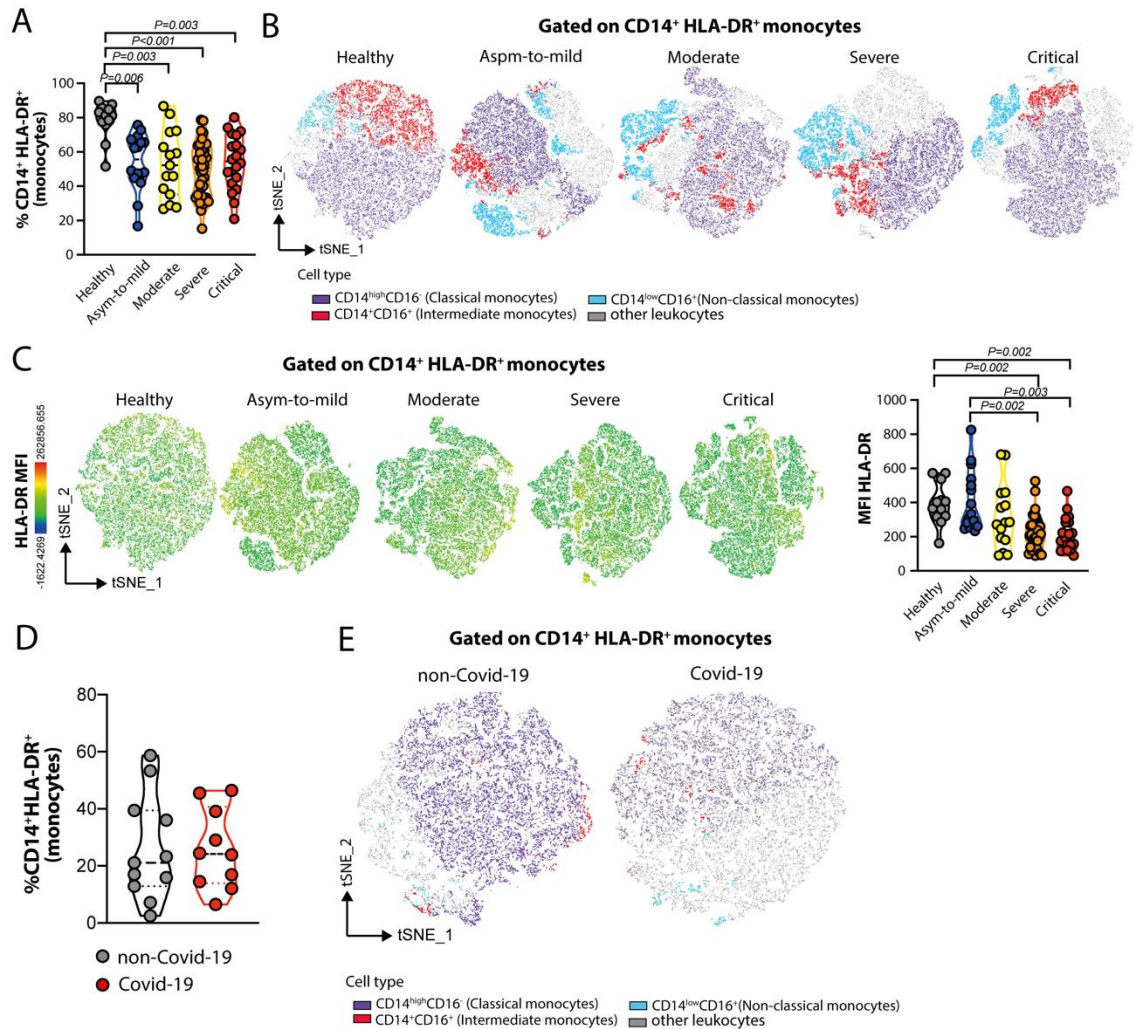 A
P=0.003
P<0.001
P=0.003
P=0.006
% CD14⁺ HLA-DR⁺
(monocytes)
100
80
60
40
20
0
Healthy
Asym-to-mild
Moderate
Severe
Critical
B
Gated on CD14⁺ HLA-DR⁺ monocytes
Healthy
Aspm-to-mild
Moderate
Severe
Critical
tSNE_2
tSNE_1
Cell type
CD14ʰⁱᵍʰCD16⁻ (Classical monocytes)
CD14ˡᵒʷCD16⁺(Non-classical monocytes)
CD14⁺CD16⁺ (Intermediate monocytes)
other leukocytes
C
Gated on CD14⁺ HLA-DR⁺ monocytes
Healthy
Asym-to-mild
Moderate
Severe
Critical
HLA-DR MFI
-1622.4269
262856.655
tSNE_2
tSNE_1
P=0.002
P=0.002
P=0.003
P=0.002
MFI HLA-DR
1000
800
600
400
200
0
Healthy
Asym-to-mild
Moderate
Severe
Critical
D
%CD14⁺HLA-DR⁺
(monocytes)
80
60
40
20
0
non-Covid-19
Covid-19
E
Gated on CD14⁺ HLA-DR⁺ monocytes
non-Covid-19
Covid-19
tSNE_2
tSNE_1
Cell type
CD14ʰⁱᵍʰCD16⁻ (Classical monocytes)
CD14ˡᵒʷCD16⁺(Non-classical monocytes)
CD14⁺CD16⁺ (Intermediate monocytes)
other leukocytes